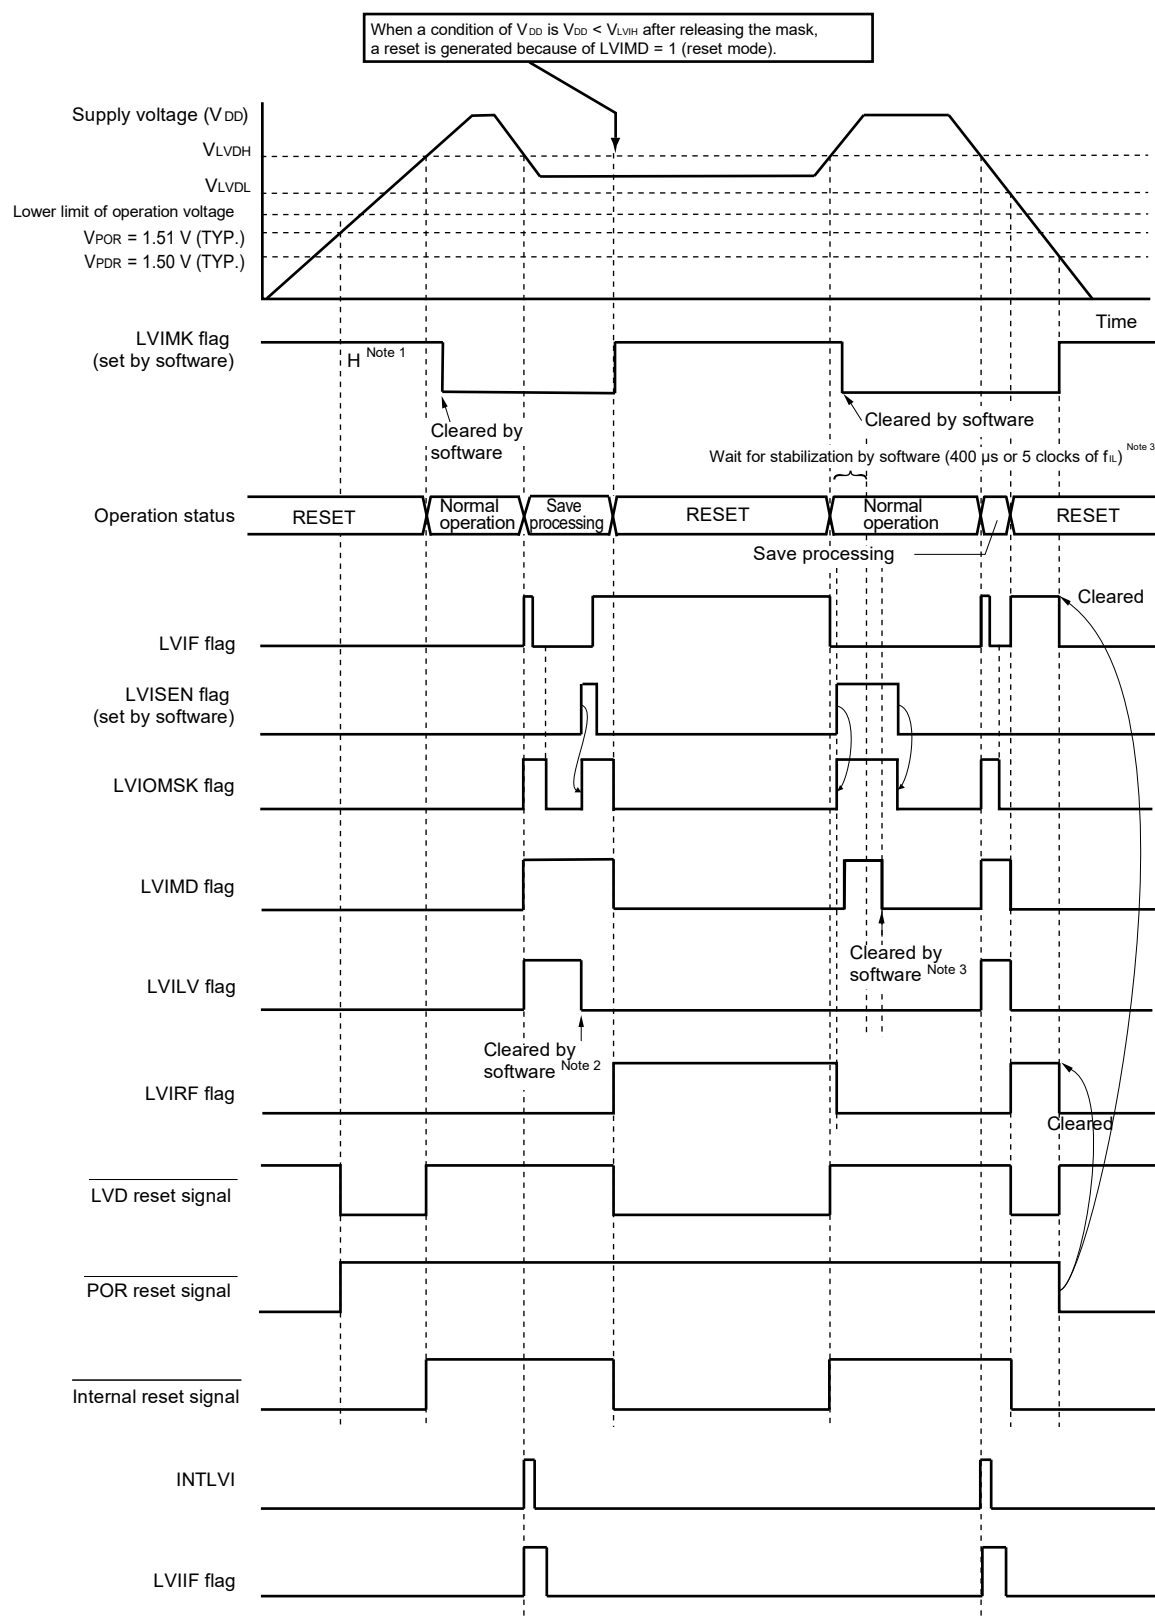 When a condition of VDD is VDD < VLVIH after releasing the mask,
a reset is generated because of LVIMD = 1 (reset mode).
Supply voltage (VDD)
VLVDH
VLVDL
Lower limit of operation voltage
VPOR = 1.51 V (TYP.)
VPDR = 1.50 V (TYP.)
Time
LVIMK flag
(set by software)
H Note 1
Cleared by
software
Cleared by software
Wait for stabilization by software (400 µs or 5 clocks of fIL) Note 3
Operation status
RESET
Normal
operation
Save
processing
RESET
Normal
operation
RESET
Save processing
Cleared
LVIF flag
LVISEN flag
(set by software)
LVIOMSK flag
LVIMD flag
Cleared by
software Note 3
LVILV flag
Cleared by
software Note 2
LVIRF flag
Cleared
LVD reset signal
POR reset signal
Internal reset signal
INTLVI
LVIIF flag